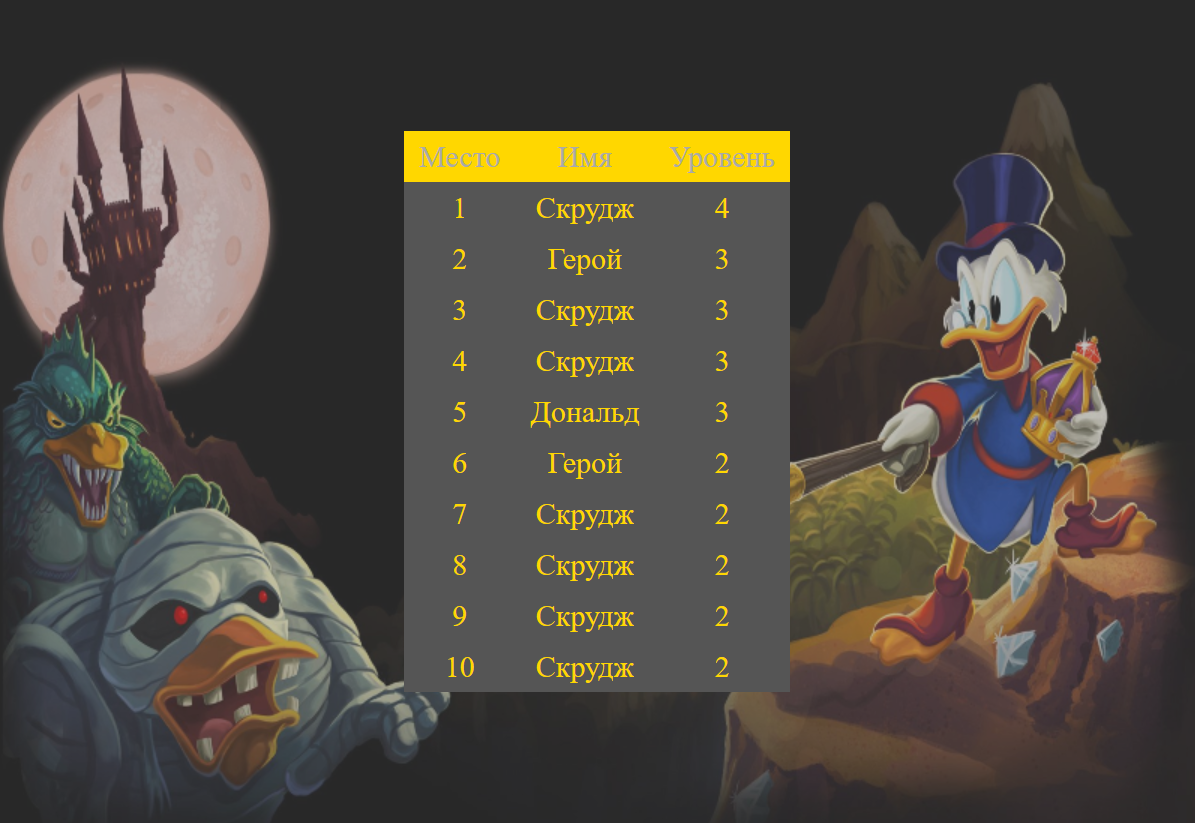 Место Имя Уровень
1 Скрудж 4
2 Герой 3
3 Скрудж 3
4 Скрудж 3
5 Дональд 3
6 Герой 2
7 Скрудж 2
8 Скрудж 2
9 Скрудж 2
10 Скрудж 2